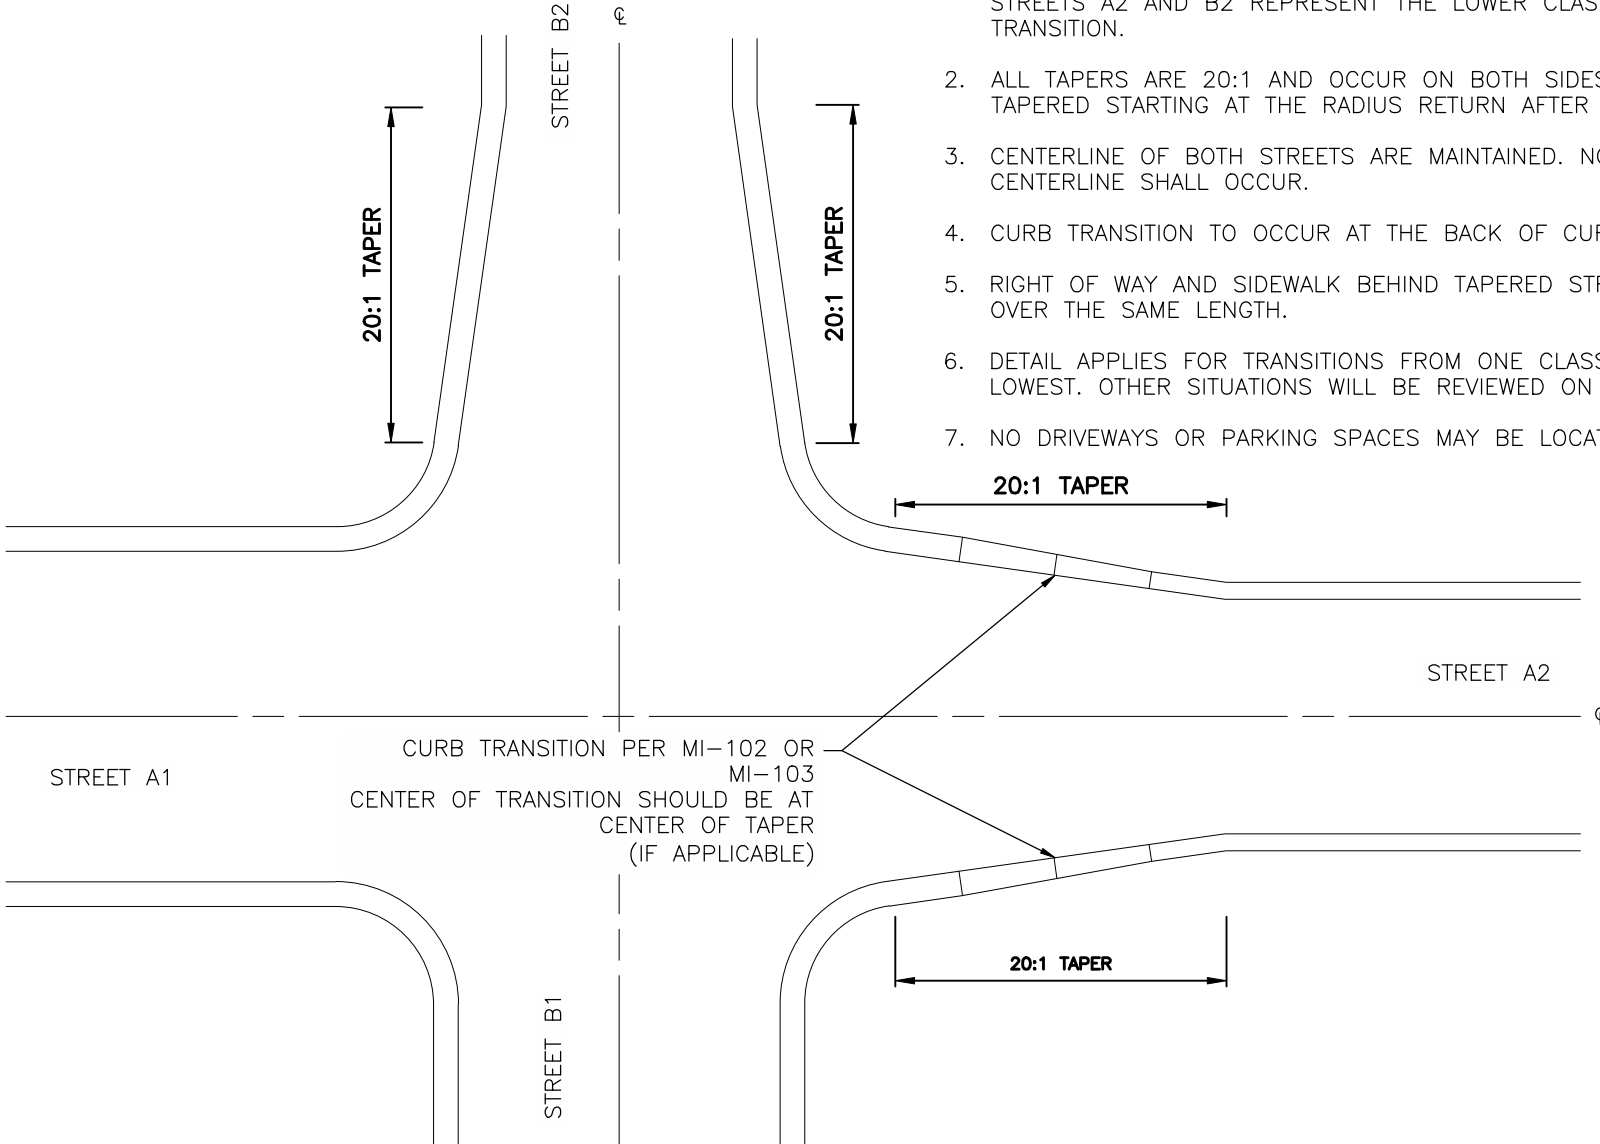 STREETS A2 AND B2 REPRESENT THE LOWER
TRANSITION.
2. ALL TAPERS ARE 20:1 AND OCCUR ON BOTH
TAPERED STARTING AT THE RADIUS RETURN AFTER
3. CENTERLINE OF BOTH STREETS ARE MAINTAINED.
CENTERLINE SHALL OCCUR.
4. CURB TRANSITION TO OCCUR AT THE BACK OF
5. RIGHT OF WAY AND SIDEWALK BEHIND TAPERED
OVER THE SAME LENGTH.
6. DETAIL APPLIES FOR TRANSITIONS FROM ONE
LOWEST. OTHER SITUATIONS WILL BE REVIEWED ON
7. NO DRIVEWAYS OR PARKING SPACES MAY BE
STREET B2
℄
20:1 TAPER
20:1 TAPER
20:1 TAPER
STREET A2
CURB TRANSITION PER MI-102 OR
MI-103
CENTER OF TRANSITION SHOULD BE AT
CENTER OF TAPER
(IF APPLICABLE)
STREET A1
20:1 TAPER
STREET B1